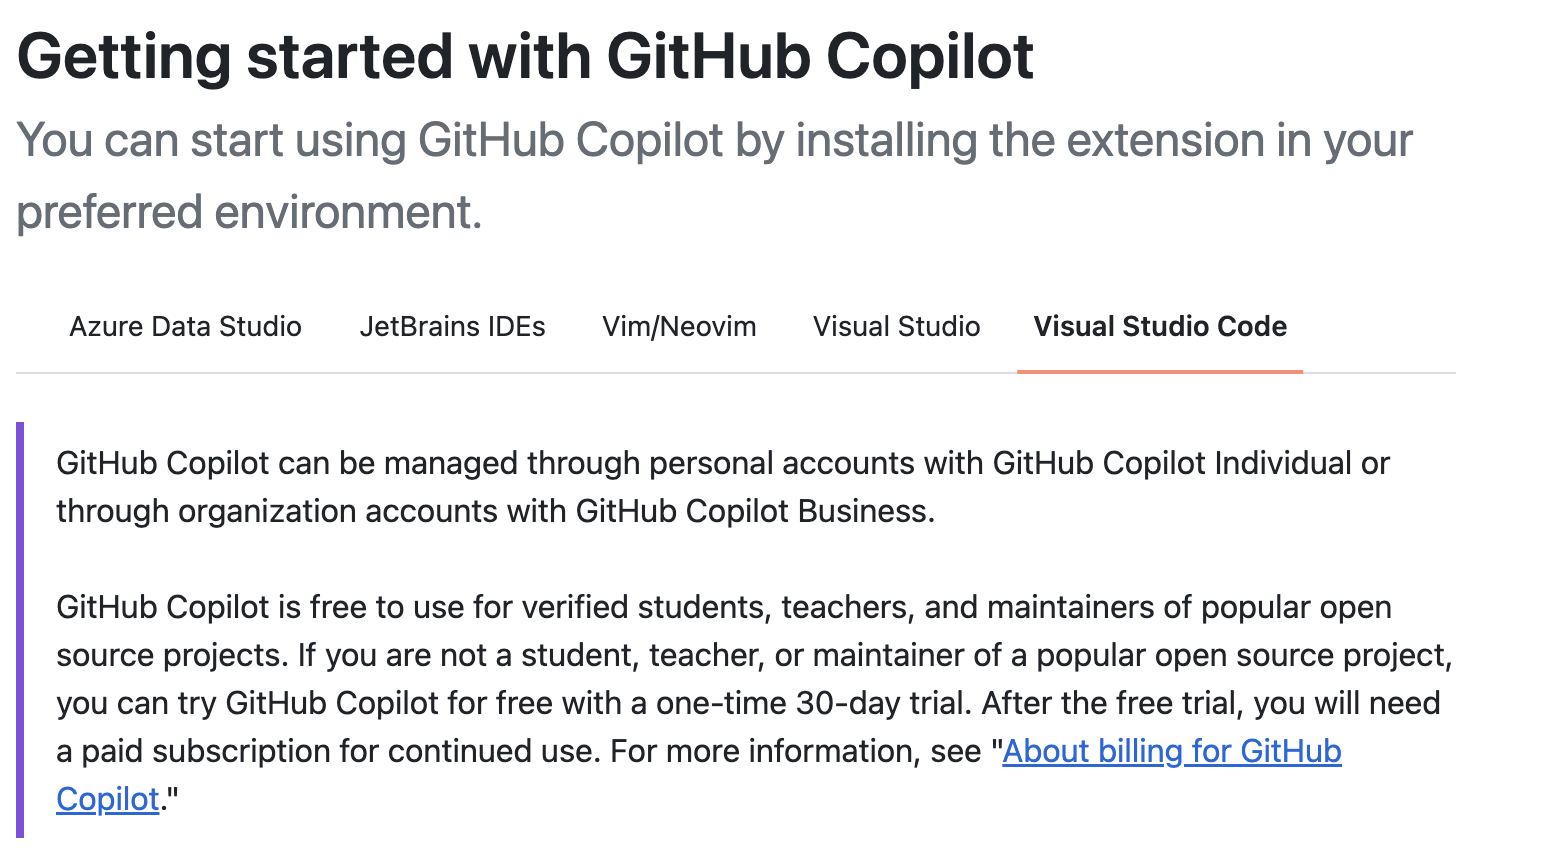 Getting started with GitHub Copilot
You can start using GitHub Copilot by installing the extension in your
preferred environment.
Azure Data Studio JetBrains IDEs Vim/Neovim Visual Studio Visual Studio Code
GitHub Copilot can be managed through personal accounts with GitHub Copilot Individual or
through organization accounts with GitHub Copilot Business.
GitHub Copilot is free to use for verified students, teachers, and maintainers of popular open
source projects. If you are not a student, teacher, or maintainer of a popular open source project,
you can try GitHub Copilot for free with a one-time 30-day trial. After the free trial, you will need
a paid subscription for continued use. For more information, see "About billing for GitHub
Copilot."